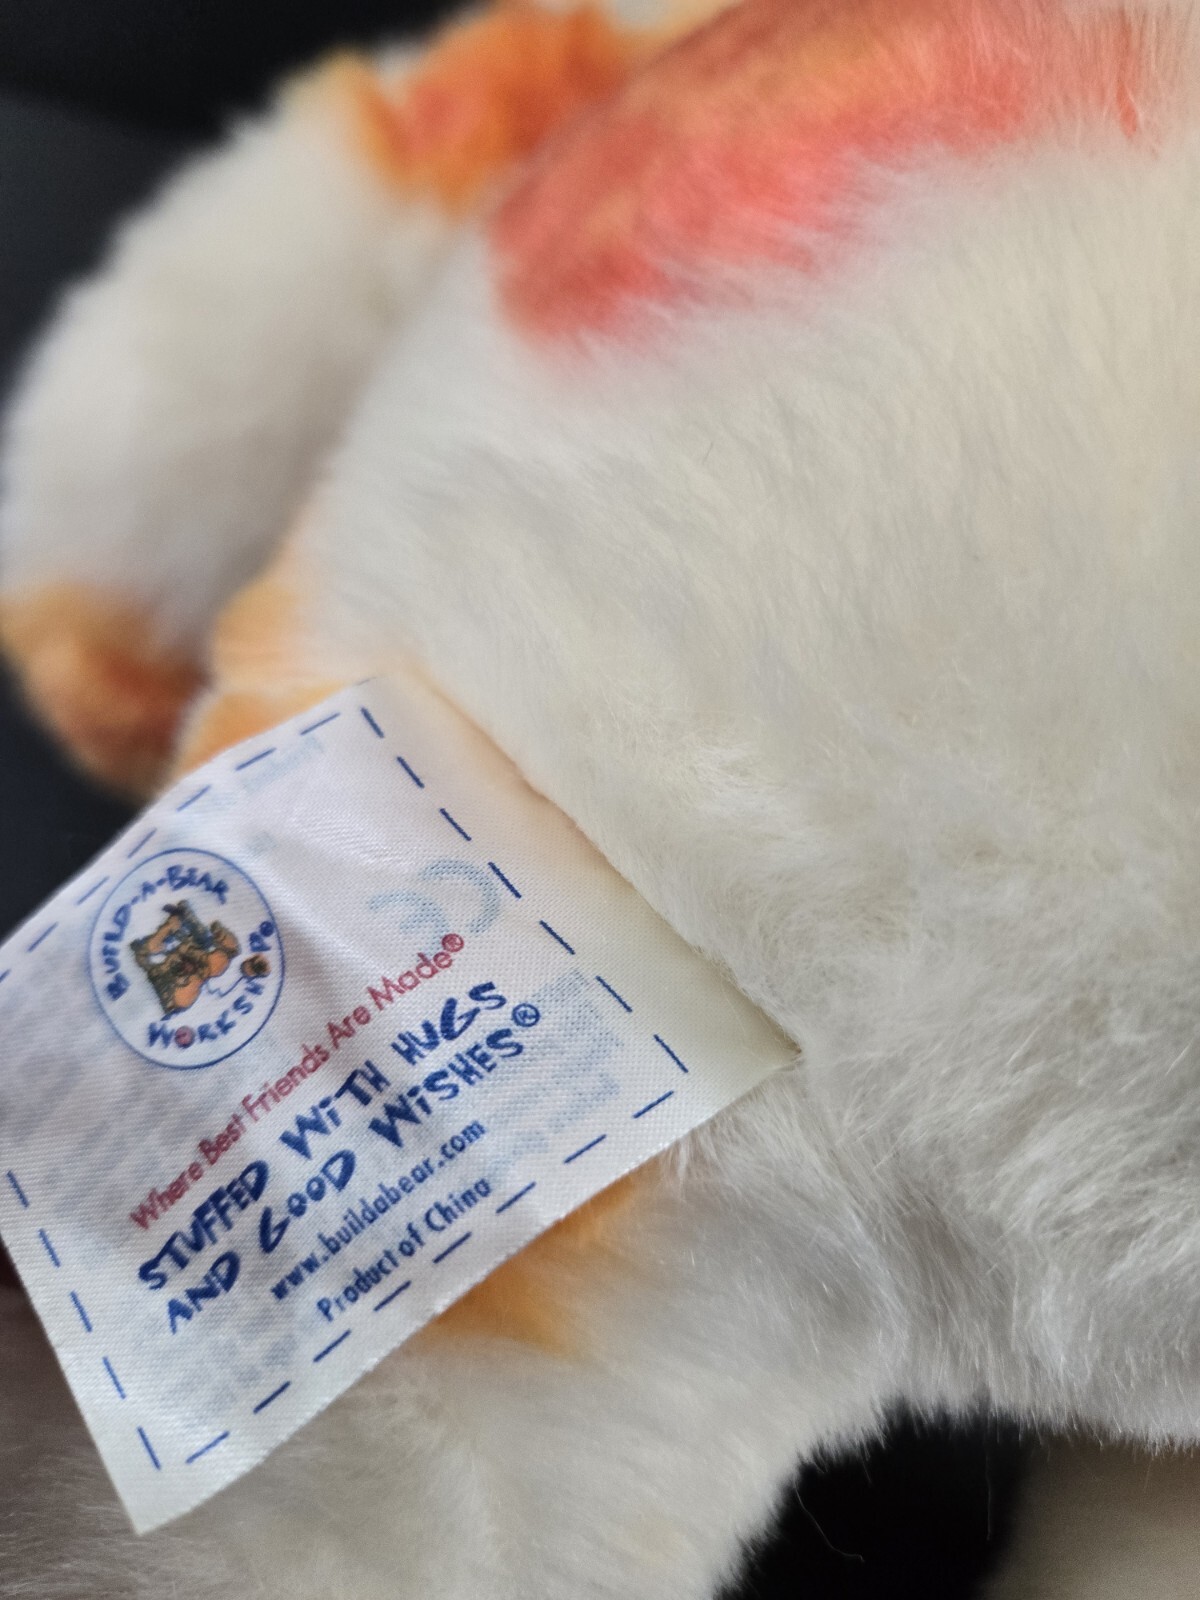 BUILD-A-BEAR
WORKSHOP®
Where Best Friends Are Made®
STUFFED WITH HUGS
AND GOOD WISHES®
www.buildabear.com
Product of China